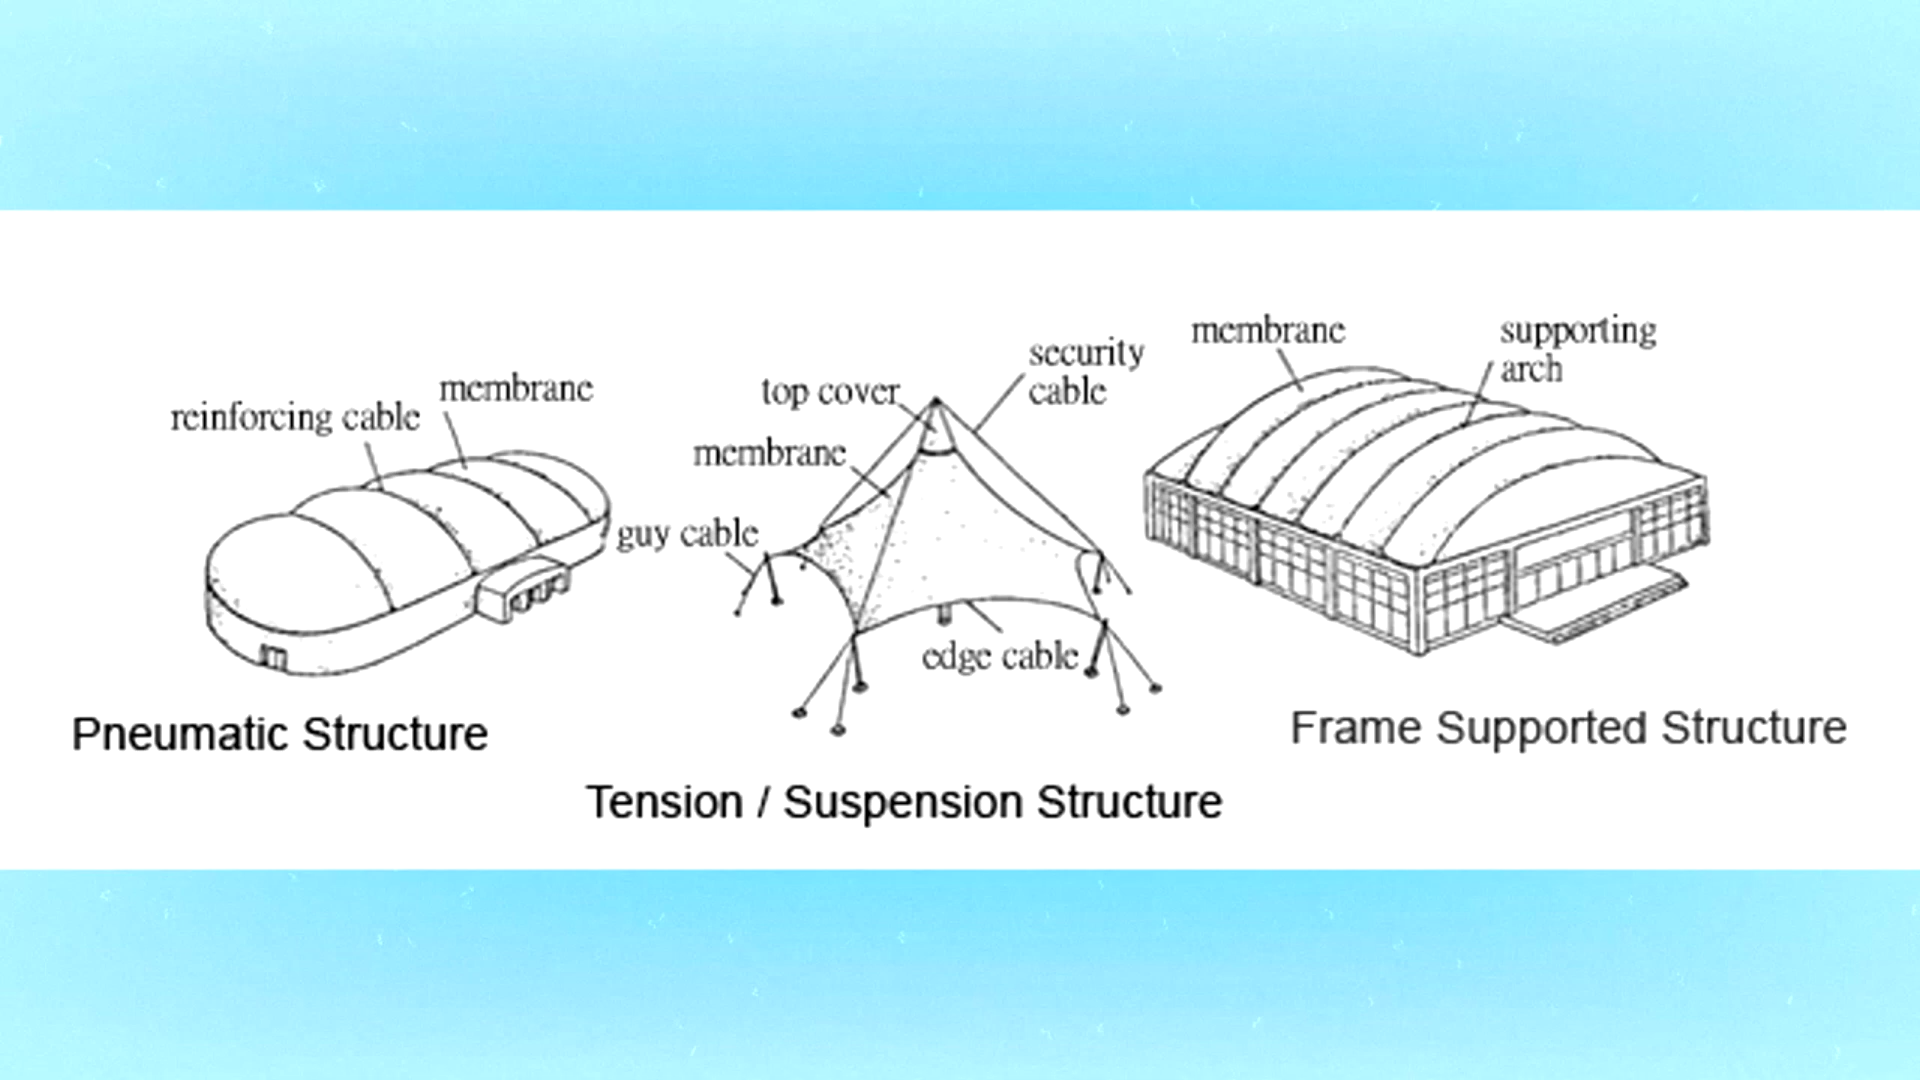 reinforcing cable
membrane
Pneumatic Structure
top cover
security
cable
membrane
guy cable
edge cable
Tension / Suspension Structure
membrane
supporting
arch
Frame Supported Structure